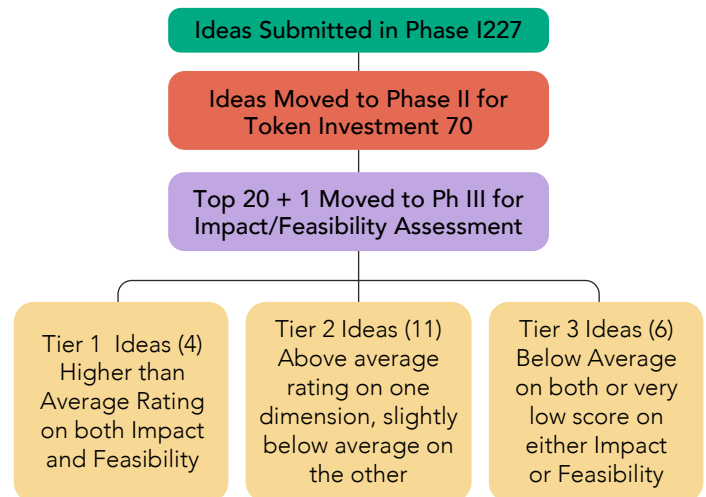 Ideas Submitted in Phase I227
Ideas Moved to Phase II for
Token Investment 70
Top 20 + 1 Moved to Ph III for
Impact/Feasibility Assessment
Tier 1 Ideas (4)
Higher than
Average Rating
on both Impact
and Feasibility
Tier 2 Ideas (11)
Above average
rating on one
dimension, slightly
below average on
the other
Tier 3 Ideas (6)
Below Average
on both or very
low score on
either Impact
or Feasibility